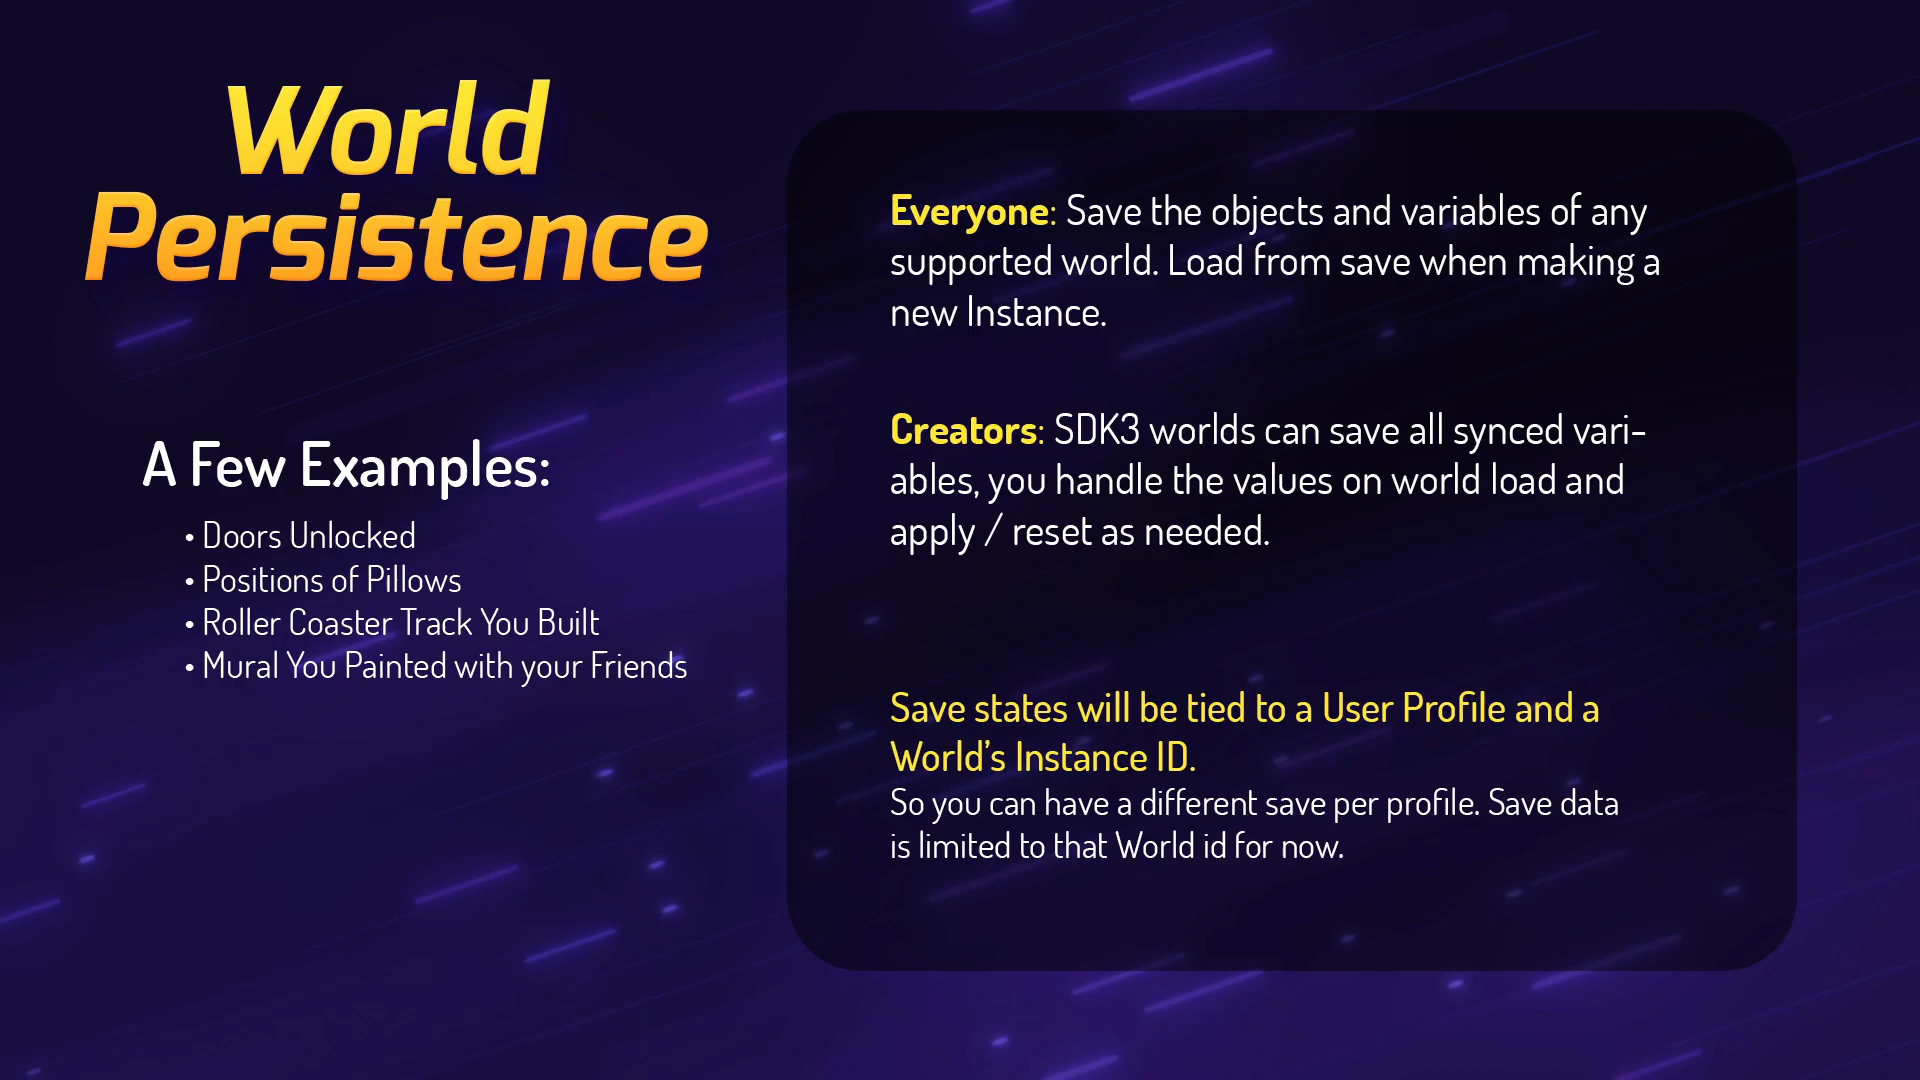 World
Persistence
A Few Examples:
• Doors Unlocked
• Positions of Pillows
• Roller Coaster Track You Built
• Mural You Painted with your Friends
Everyone: Save the objects and variables of any
supported world. Load from save when making a
new Instance.
Creators: SDK3 worlds can save all synced vari-
ables, you handle the values on world load and
apply / reset as needed.
Save states will be tied to a User Profile and a
World’s Instance ID.
So you can have a different save per profile. Save data
is limited to that World id for now.